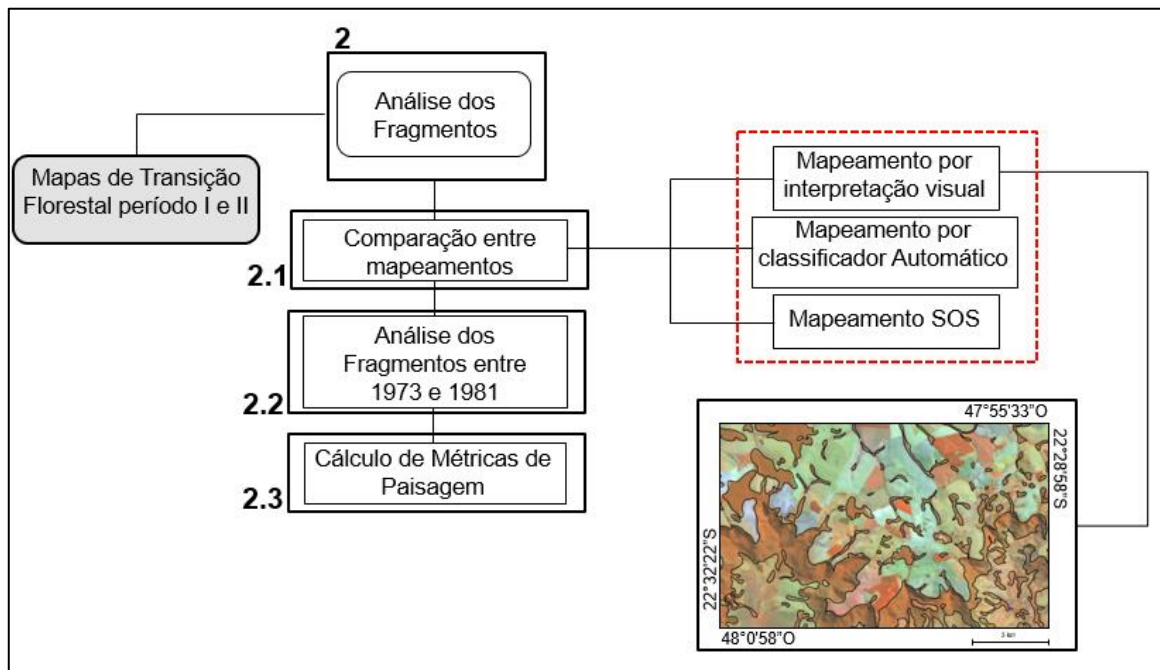 2
Análise dos
Fragmentos
Mapas de Transição
Florestal período I e II
2.1
Comparação entre
mapeamentos
2.2
Análise dos
Fragmentos entre
1973 e 1981
2.3
Cálculo de Métricas de
Paisagem
Mapeamento por
interpretação visual
Mapeamento por
classificador Automático
Mapeamento SOS
47°55'33"O
22°28'58"S
22°32'22"S
48°0'58"O